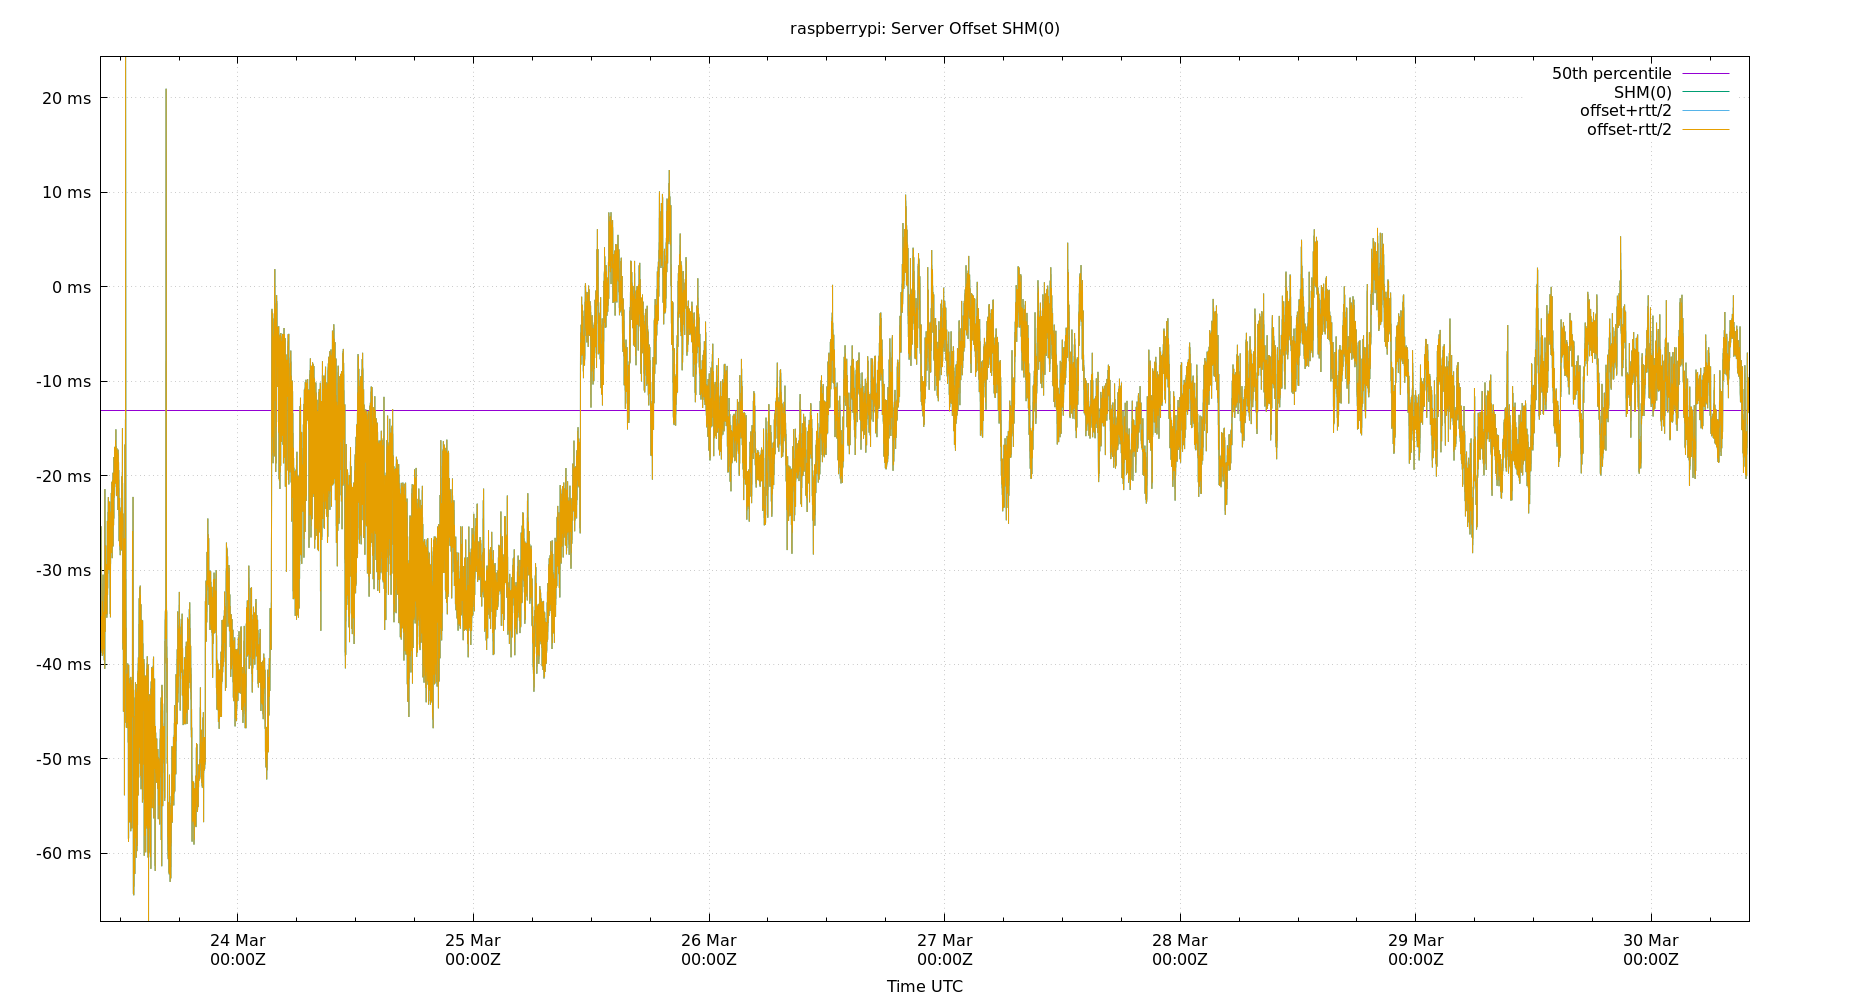 raspberrypi: Server Offset SHM(0)
50th percentile
SHM(0)
offset+rtt/2
offset-rtt/2
20 ms
10 ms
0 ms
-10 ms
-20 ms
-30 ms
-40 ms
-50 ms
-60 ms
24 Mar 25 Mar 26 Mar 27 Mar 28 Mar 29 Mar 30 Mar
00:00Z 00:00Z 00:00Z 00:00Z 00:00Z 00:00Z 00:00Z
Time UTC